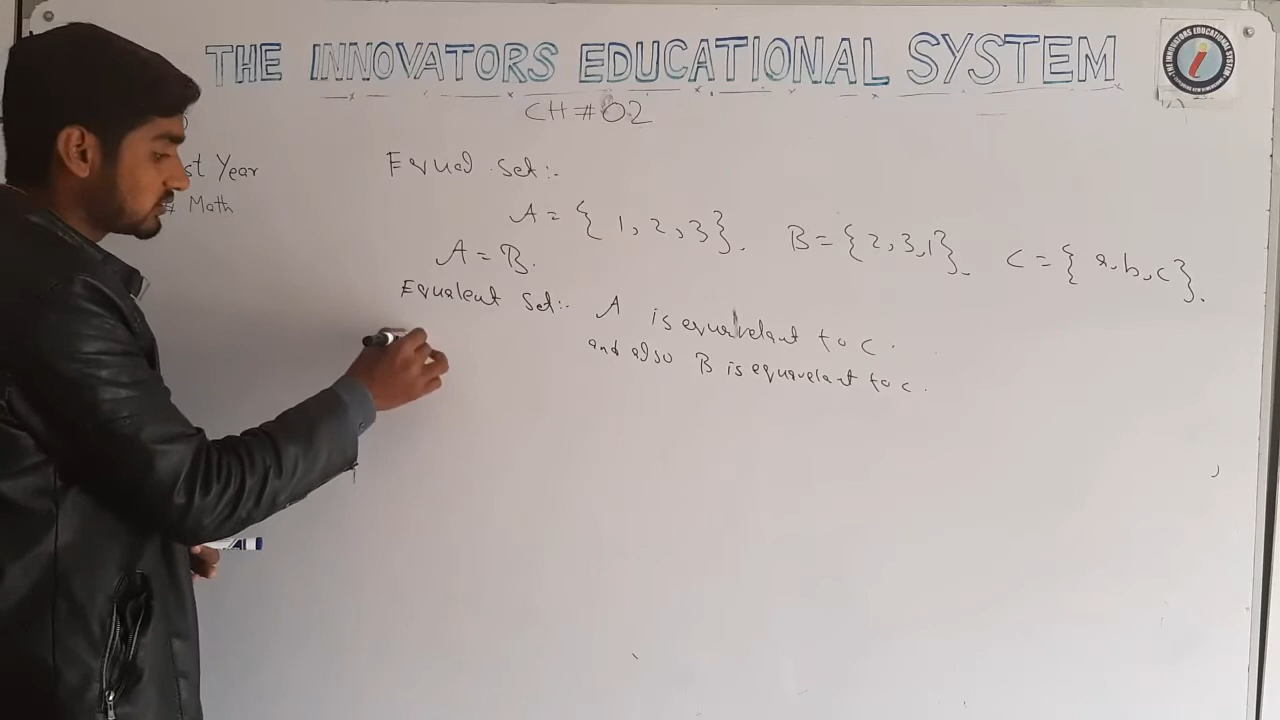 THE INNOVATORS EDUCATIONAL SYSTEM
CH # 02
st Year
# Math
Equal set:-
A = { 1, 2, 3}. B = {2, 3, 1}. C = { a, b, c}.
A = B.
Equalent Set:- A is equivelant to C.
and also B is equavelant to c.